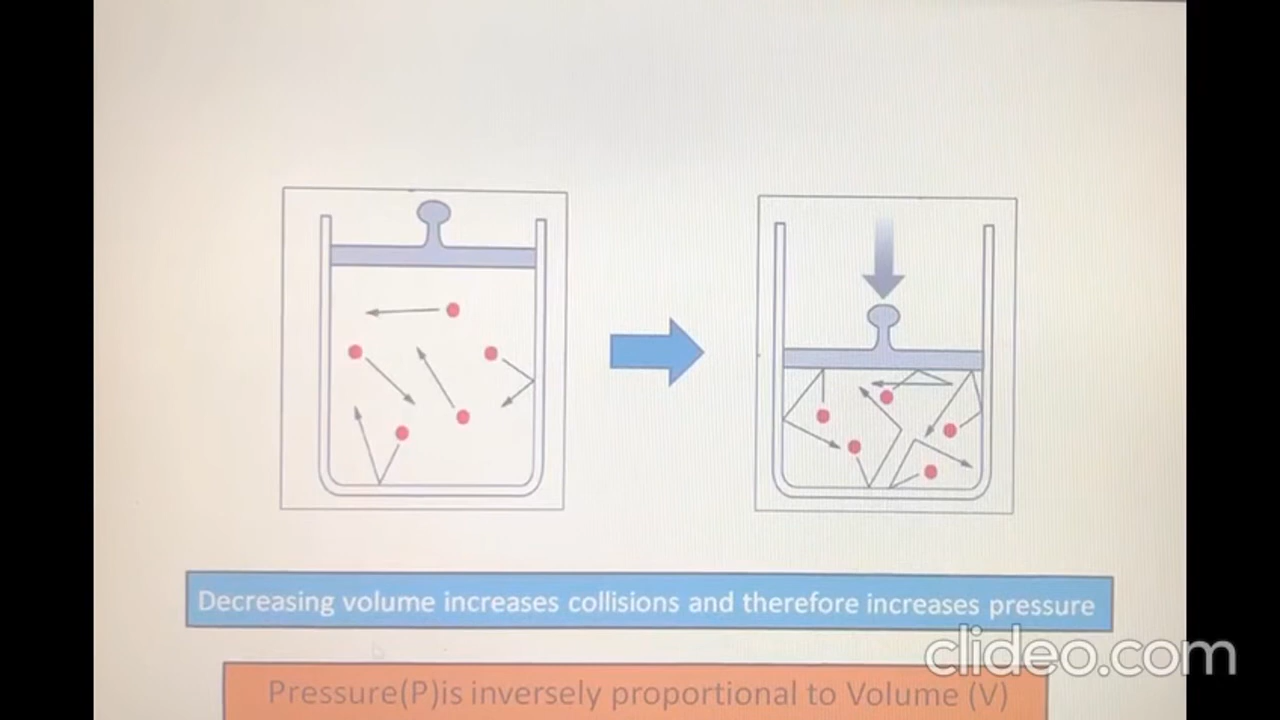 Decreasing volume increases collisions and therefore increases pressure
clideo.com
Pressure(P)is inversely proportional to Volume (V)